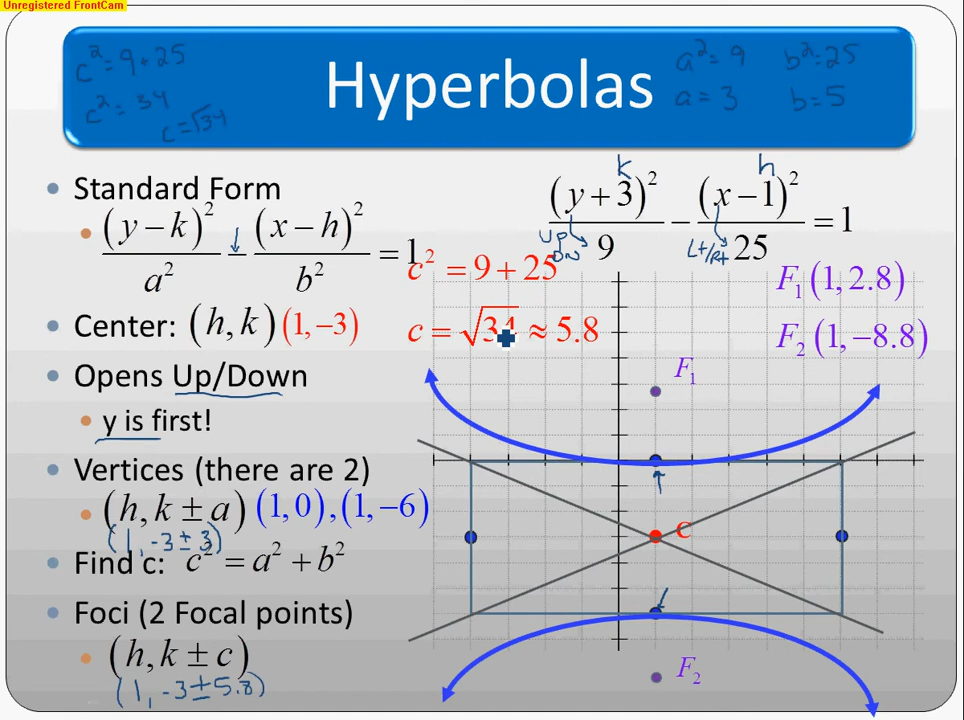 Unregistered FrontCam
c² = 9 + 25
c² = 34
c = √34
Hyperbolas
a² = 9 b² = 25
a = 3 b = 5
Standard Form
(y − k)²/a² − (x − h)²/b² = 1
k h
(y + 3)²/9 − (x − 1)²/25 = 1
UP DN Lt/Rt
c² = 9 + 25
c = √34 ≈ 5.8
F₁(1, 2.8)
F₂(1, −8.8)
Center: (h, k) (1, −3)
Opens Up/Down
y is first!
Vertices (there are 2)
(h, k ± a) (1, 0), (1, −6)
(1, -3 ± 3)
Find c: c² = a² + b²
Foci (2 Focal points)
(h, k ± c)
(1, -3 ± 5.8)
F₁
C
F₂